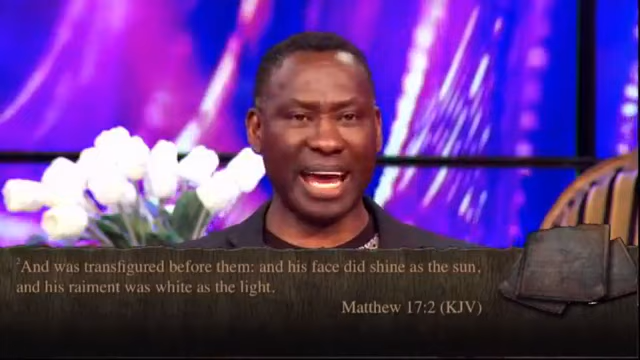 ²And was transfigured before them: and his face did shine as the sun,
and his raiment was white as the light.
Matthew 17:2 (KJV)